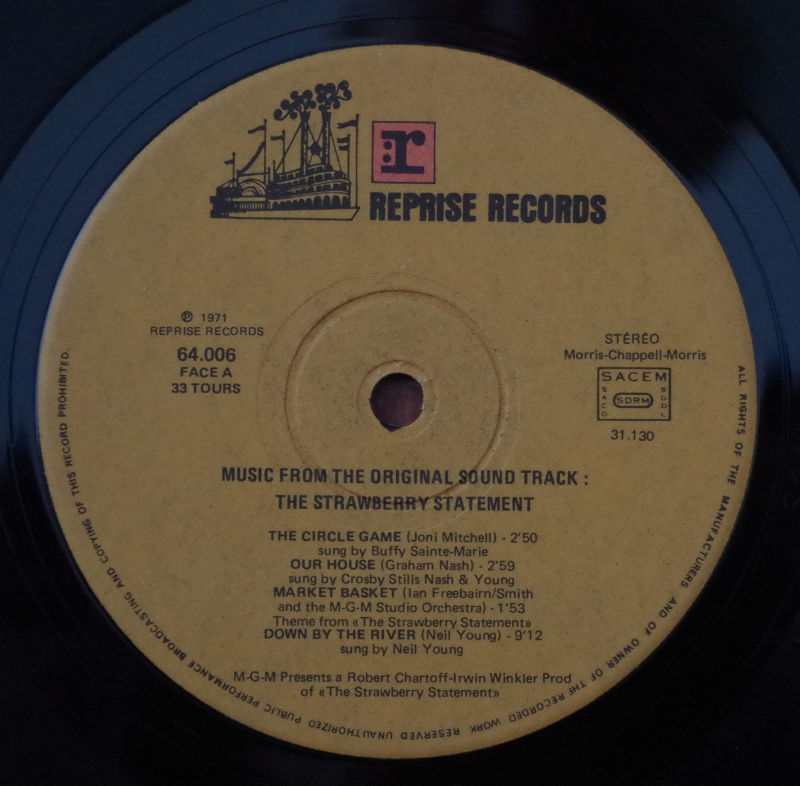 r
REPRISE RECORDS
℗ 1971
REPRISE RECORDS
64.006
FACE A
33 TOURS
STÉRÉO
Morris-Chappell-Morris
SACEM
SACD
SDRM
SGDL
31.130
MUSIC FROM THE ORIGINAL SOUND TRACK :
THE STRAWBERRY STATEMENT
THE CIRCLE GAME (Joni Mitchell) - 2'50
sung by Buffy Sainte-Marie
OUR HOUSE (Graham Nash) - 2'59
sung by Crosby Stills Nash & Young
MARKET BASKET (Ian Freebairn/Smith
and the M-G-M Studio Orchestra) - 1'53
Theme from «The Strawberry Statement»
DOWN BY THE RIVER (Neil Young) - 9'12
sung by Neil Young
M-G-M Presents a Robert Chartoff-Irwin Winkler Prod
of «The Strawberry Statement»
ALL RIGHTS OF THE MANUFACTURERS AND OF OWNER OF THE RECORDED WORK RESERVED UNAUTHORIZED PUBLIC PERFORMANCE BROADCASTING AND COPYING OF THIS RECORD PROHIBITED.